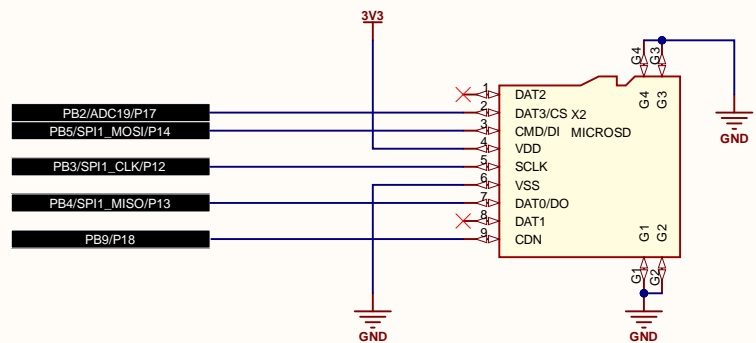 3V3
G4
G3
1
DAT2
G4
G3
PB2/ADC19/P17
2
DAT3/CS
X2
PB5/SPI1_MOSI/P14
3
CMD/DI
MICROSD
4
VDD
GND
PB3/SPI1_CLK/P12
5
SCLK
6
VSS
PB4/SPI1_MISO/P13
7
DAT0/DO
8
DAT1
PB9/P18
9
CDN
G1
G2
G1
G2
GND
GND